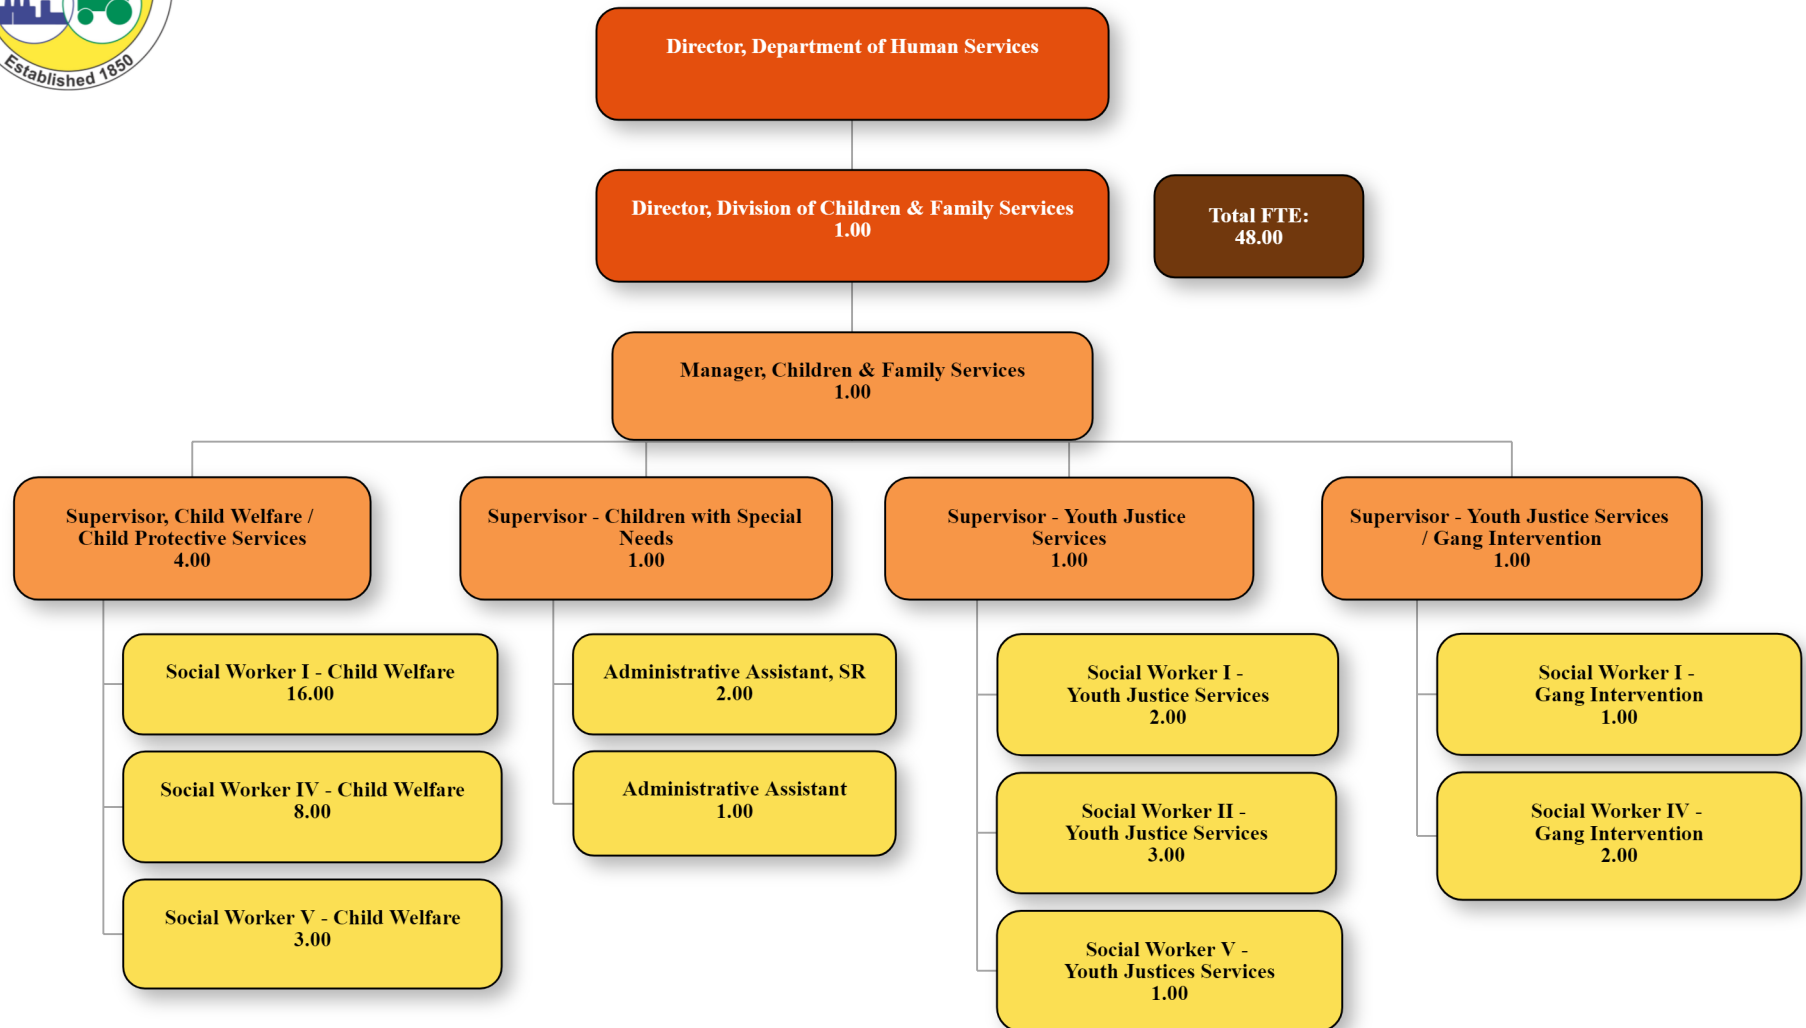 Established 1850
Director, Department of Human Services
Director, Division of Children & Family Services
1.00
Total FTE:
48.00
Manager, Children & Family Services
1.00
Supervisor, Child Welfare /
Child Protective Services
4.00
Supervisor - Children with Special
Needs
1.00
Supervisor - Youth Justice
Services
1.00
Supervisor - Youth Justice Services
/ Gang Intervention
1.00
Social Worker I - Child Welfare
16.00
Social Worker IV - Child Welfare
8.00
Social Worker V - Child Welfare
3.00
Administrative Assistant, SR
2.00
Administrative Assistant
1.00
Social Worker I -
Youth Justice Services
2.00
Social Worker II -
Youth Justice Services
3.00
Social Worker V -
Youth Justices Services
1.00
Social Worker I -
Gang Intervention
1.00
Social Worker IV -
Gang Intervention
2.00